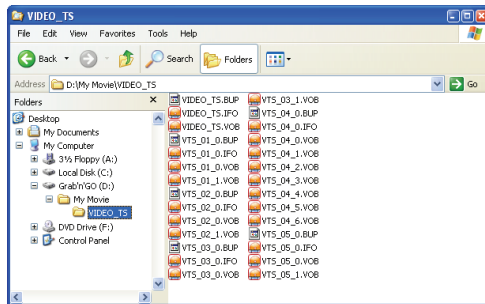 VIDEO_TS
File Edit View Favorites Tools Help
Back Search Folders
Address D:\My Movie\VIDEO_TS Go
Folders
Desktop
My Documents
My Computer
3½ Floppy (A:)
Local Disk (C:)
Grab'n'GO (D:)
My Movie
VIDEO_TS
DVD Drive (F:)
Control Panel
VIDEO_TS.BUP
VIDEO_TS.IFO
VIDEO_TS.VOB
VTS_01_0.BUP
VTS_01_0.IFO
VTS_01_0.VOB
VTS_01_1.VOB
VTS_02_0.BUP
VTS_02_0.IFO
VTS_02_0.VOB
VTS_02_1.VOB
VTS_03_0.BUP
VTS_03_0.IFO
VTS_03_0.VOB
VTS_03_1.VOB
VTS_04_0.BUP
VTS_04_0.IFO
VTS_04_0.VOB
VTS_04_1.VOB
VTS_04_2.VOB
VTS_04_3.VOB
VTS_04_4.VOB
VTS_04_5.VOB
VTS_04_6.VOB
VTS_05_0.BUP
VTS_05_0.IFO
VTS_05_0.VOB
VTS_05_1.VOB